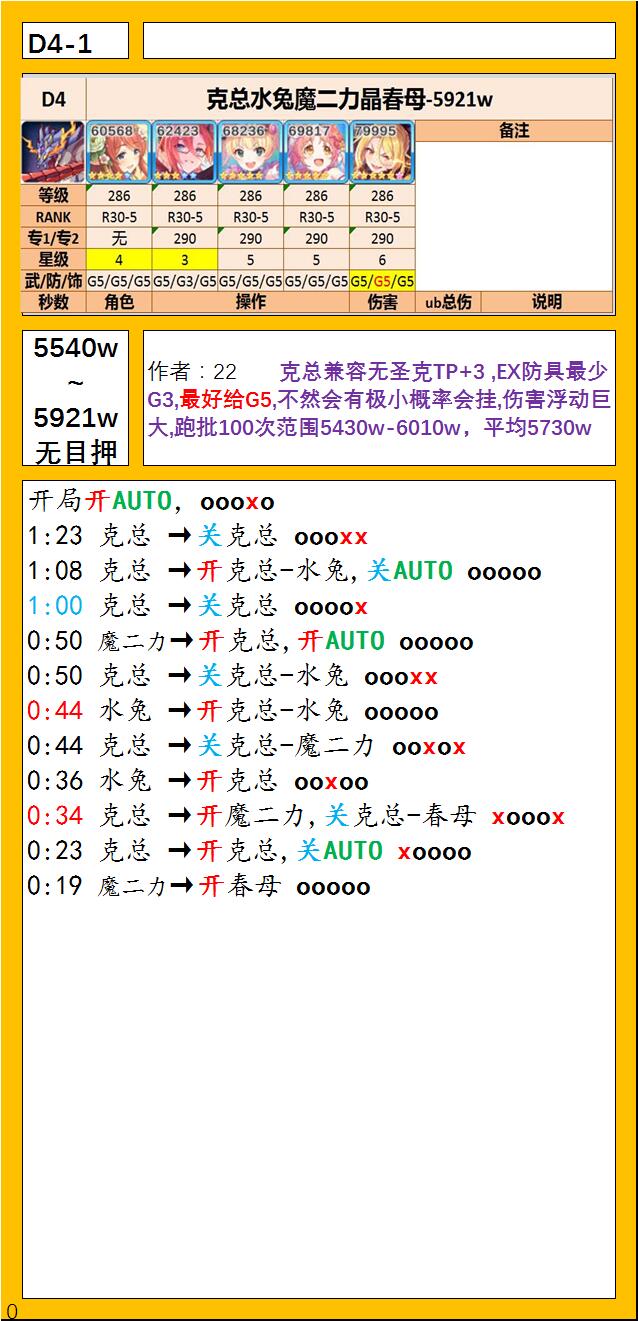 D4-1
D4 克总水兔魔二力晶春母-5921w
60568 62423 68236 69817 79995 备注
等级 286 286 286 286 286
RANK R30-5 R30-5 R30-5 R30-5 R30-5
专1/专2 无 290 290 290 290
星级 4 3 5 5 6
武/防/饰 G5/G5/G5 G5/G3/G5 G5/G5/G5 G5/G5/G5 G5/G5/G5
秒数 角色 操作 伤害 ub总伤 说明
5540w
~
5921w
无目押
作者：22 克总兼容无圣克TP+3 ,EX防具最少
G3,最好给G5,不然会有极小概率会挂,伤害浮动巨
大,跑批100次范围5430w-6010w，平均5730w
开局开AUTO, oooxo
1:23 克总 →关克总 oooxx
1:08 克总 →开克总-水兔,关AUTO ooooo
1:00 克总 →关克总 oooox
0:50 魔二力→开克总,开AUTO ooooo
0:50 克总 →关克总-水兔 oooxx
0:44 水兔 →开克总-水兔 ooooo
0:44 克总 →关克总-魔二力 ooxox
0:36 水兔 →开克总 ooxoo
0:34 克总 →开魔二力,关克总-春母 xooox
0:23 克总 →开克总,关AUTO xoooo
0:19 魔二力→开春母 ooooo
0